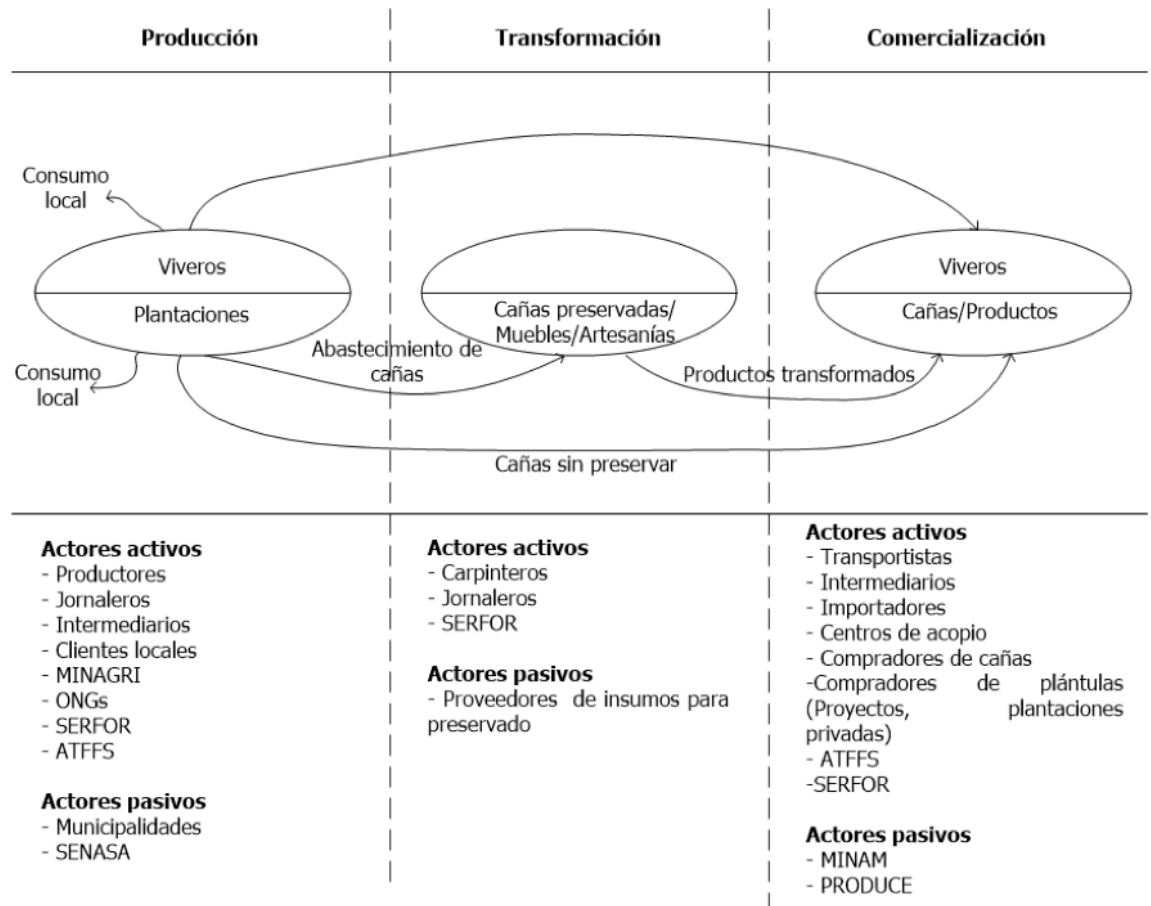 Producción
Transformación
Comercialización
Consumo
local
Viveros
Plantaciones
Consumo
local
Abastecimiento de
cañas
Cañas preservadas/
Muebles/Artesanías
Productos transformados
Viveros
Cañas/Productos
Cañas sin preservar
Actores activos
- Productores
- Jornaleros
- Intermediarios
- Clientes locales
- MINAGRI
- ONGs
- SERFOR
- ATFFS
Actores pasivos
- Municipalidades
- SENASA
Actores activos
- Carpinteros
- Jornaleros
- SERFOR
Actores pasivos
- Proveedores de insumos para
preservado
Actores activos
- Transportistas
- Intermediarios
- Importadores
- Centros de acopio
- Compradores de cañas
-Compradores de plántulas
(Proyectos, plantaciones
privadas)
- ATFFS
-SERFOR
Actores pasivos
- MINAM
- PRODUCE